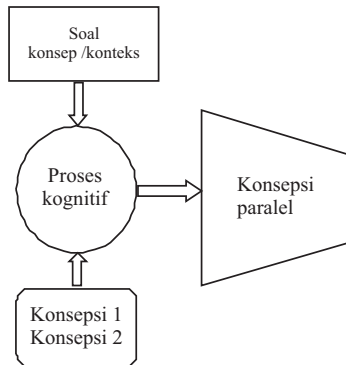 Soal
konsep /konteks
Proses
kognitif
Konsepsi
paralel
Konsepsi 1
Konsepsi 2